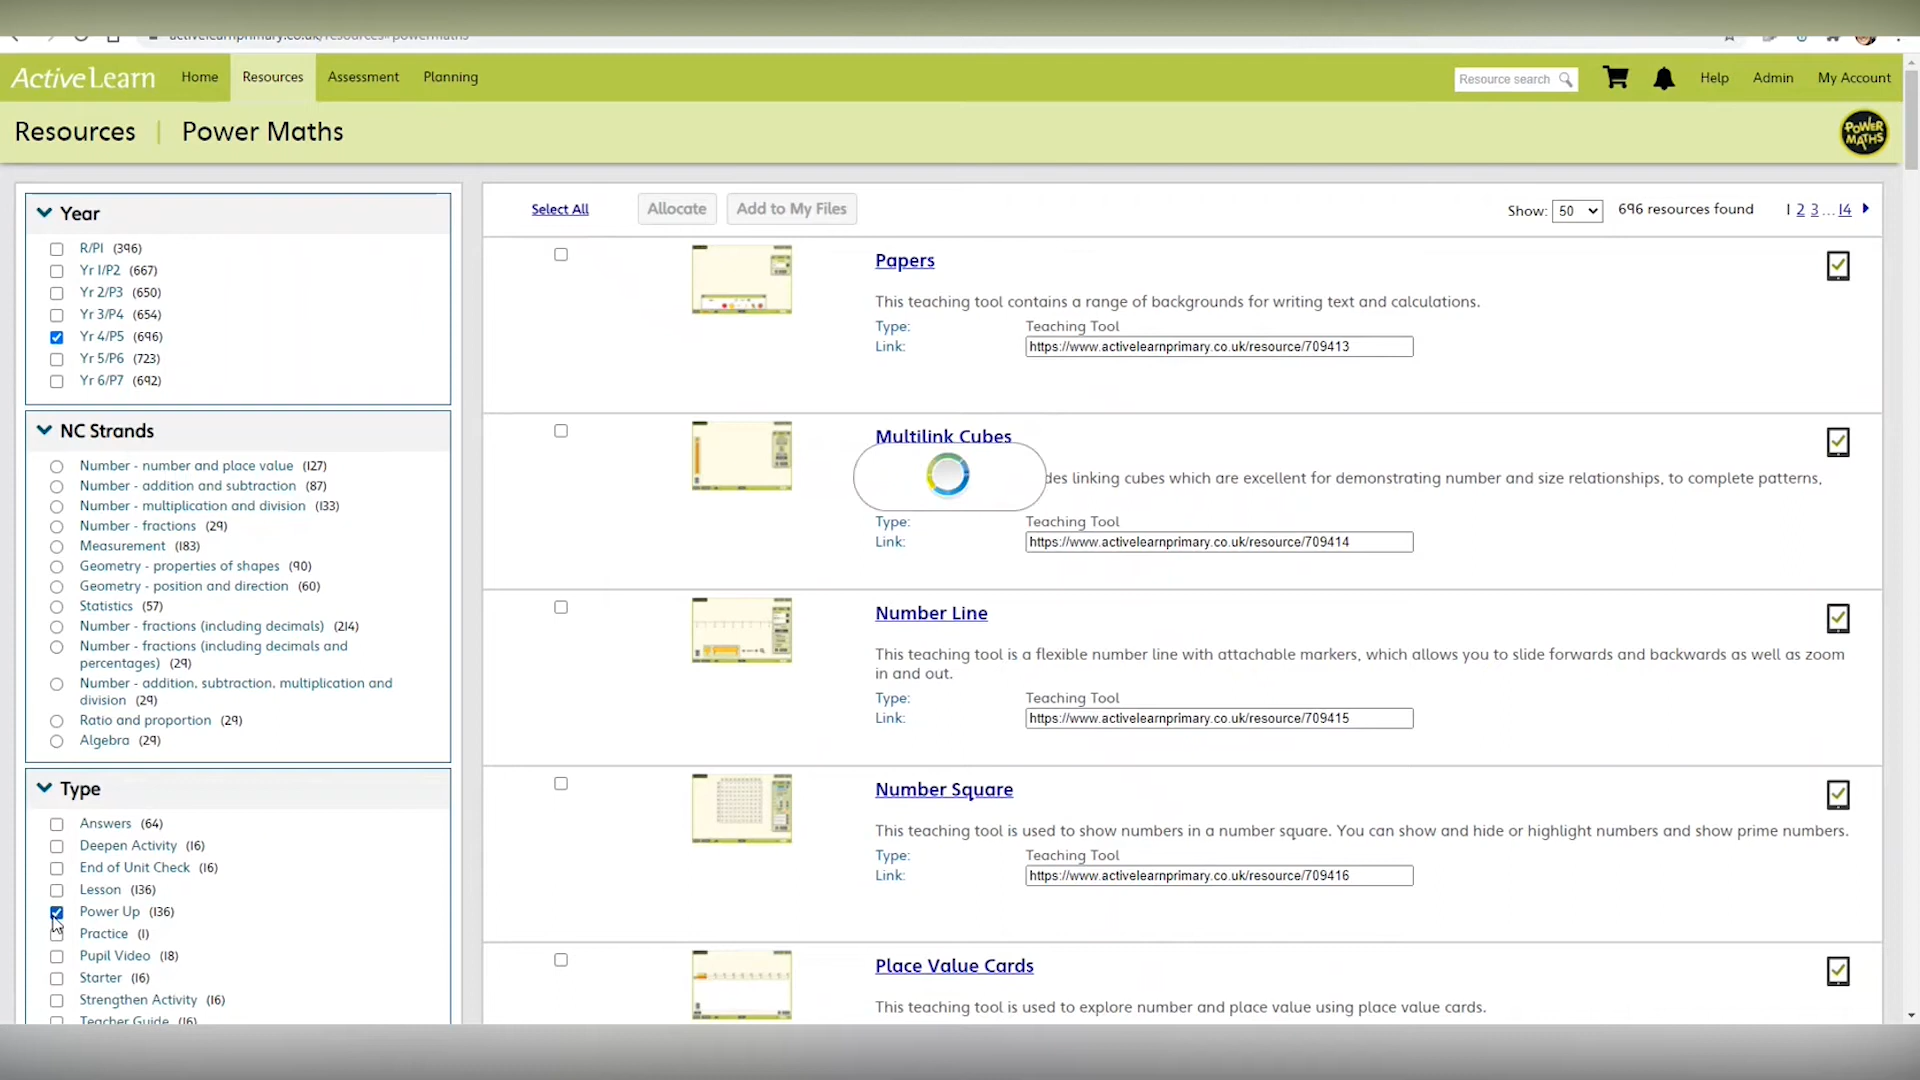 activelearnprimary.co.uk/resources#powermaths
ActiveLearn Home Resources Assessment Planning Resource search Help Admin My Account
Resources | Power Maths
POWER MATHS
Year
R/P1 (396)
Yr 1/P2 (667)
Yr 2/P3 (650)
Yr 3/P4 (654)
Yr 4/P5 (696)
Yr 5/P6 (723)
Yr 6/P7 (692)
NC Strands
Number - number and place value (127)
Number - addition and subtraction (87)
Number - multiplication and division (133)
Number - fractions (29)
Measurement (183)
Geometry - properties of shapes (90)
Geometry - position and direction (60)
Statistics (57)
Number - fractions (including decimals) (214)
Number - fractions (including decimals and
percentages) (29)
Number - addition, subtraction, multiplication and
division (29)
Ratio and proportion (29)
Algebra (29)
Type
Answers (64)
Deepen Activity (16)
End of Unit Check (16)
Lesson (136)
Power Up (136)
Practice (1)
Pupil Video (18)
Starter (16)
Strengthen Activity (16)
Teacher Guide (16)
Select All Allocate Add to My Files Show: 50 696 resources found 1 2 3 ... 14
Papers
This teaching tool contains a range of backgrounds for writing text and calculations.
Type: Teaching Tool
Link: https://www.activelearnprimary.co.uk/resource/709413
Multilink Cubes
des linking cubes which are excellent for demonstrating number and size relationships, to complete patterns,
Type: Teaching Tool
Link: https://www.activelearnprimary.co.uk/resource/709414
Number Line
This teaching tool is a flexible number line with attachable markers, which allows you to slide forwards and backwards as well as zoom
in and out.
Type: Teaching Tool
Link: https://www.activelearnprimary.co.uk/resource/709415
Number Square
This teaching tool is used to show numbers in a number square. You can show and hide or highlight numbers and show prime numbers.
Type: Teaching Tool
Link: https://www.activelearnprimary.co.uk/resource/709416
Place Value Cards
This teaching tool is used to explore number and place value using place value cards.